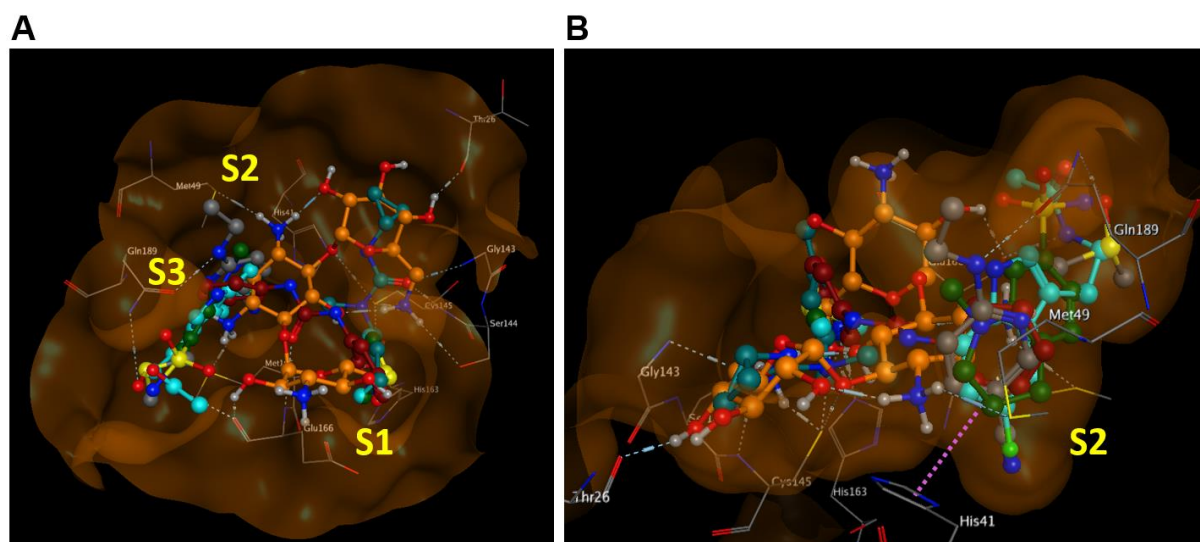 A
B
Thr26
S2
Met49
His41
Gln189
S3
Gly143
Cys145
Ser144
His163
Glu166
S1
Gln189
Met49
Gly143
S2
Cys145
Thr26
His163
His41